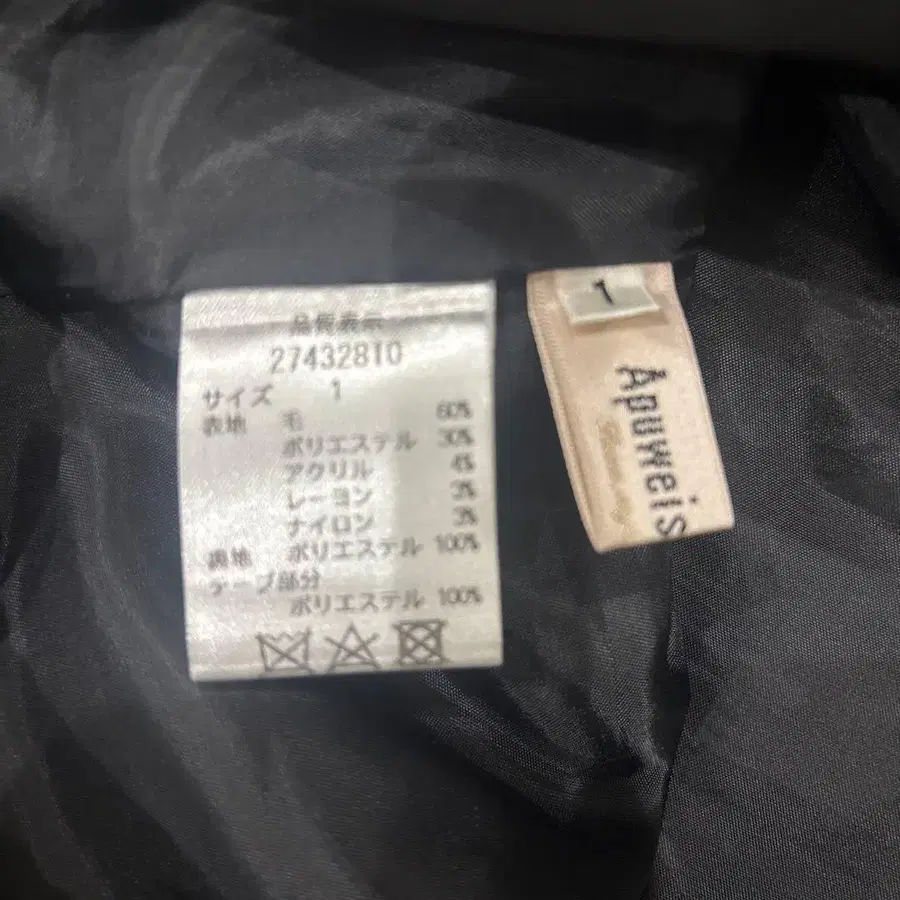 品質表示
27432810
サイズ 1
表地 毛 60%
ポリエステル 30%
アクリル 4%
レーヨン 3%
ナイロン 3%
裏地 ポリエステル 100%
テープ部分
ポリエステル 100%
1
Apuweis